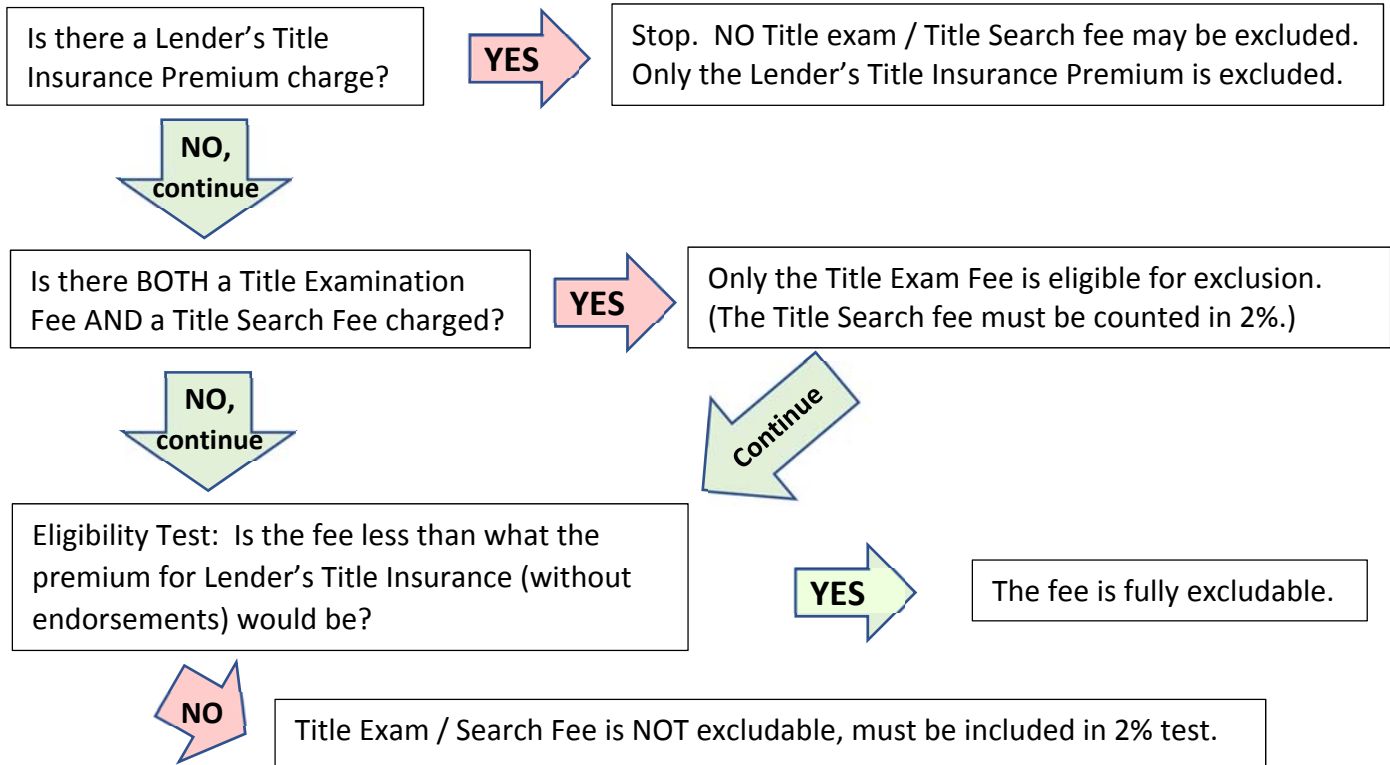 Is there a Lender’s Title
Insurance Premium charge?
YES
Stop.  NO Title exam / Title Search fee may be excluded.
Only the Lender’s Title Insurance Premium is excluded.
NO,
continue
Is there BOTH a Title Examination
Fee AND a Title Search Fee charged?
YES
Only the Title Exam Fee is eligible for exclusion.
(The Title Search fee must be counted in 2%.)
NO,
continue
Continue
Eligibility Test:  Is the fee less than what the
premium for Lender’s Title Insurance (without
endorsements) would be?
YES
The fee is fully excludable.
NO
Title Exam / Search Fee is NOT excludable, must be included in 2% test.